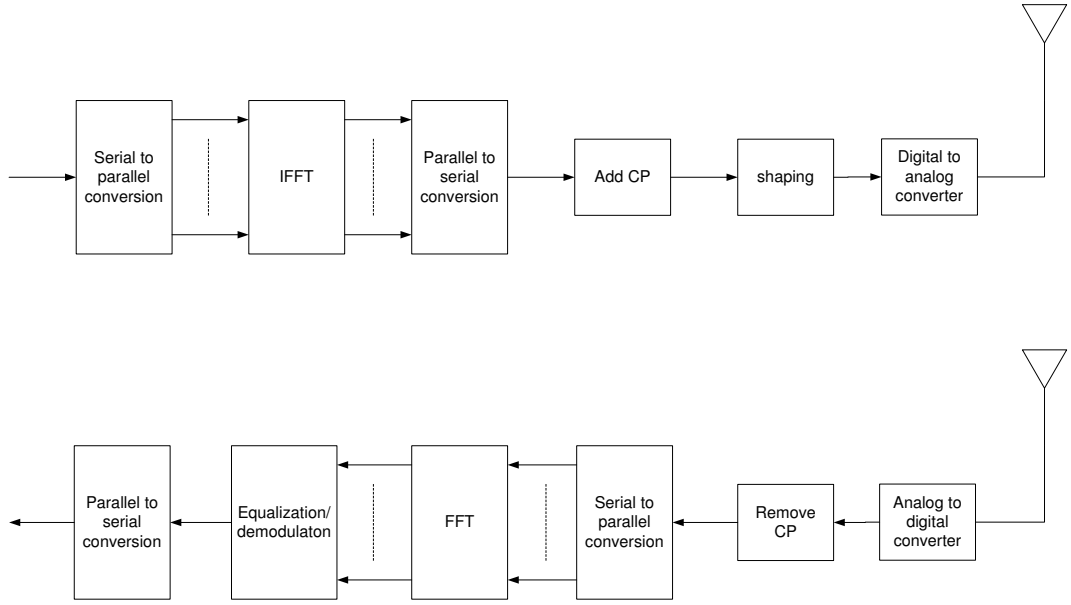 Serial to
parallel
conversion
IFFT
Parallel to
serial
conversion
Add CP
shaping
Digital to
analog
converter
Parallel to
serial
conversion
Equalization/
demodulaton
FFT
Serial to
parallel
conversion
Remove
CP
Analog to
digital
converter